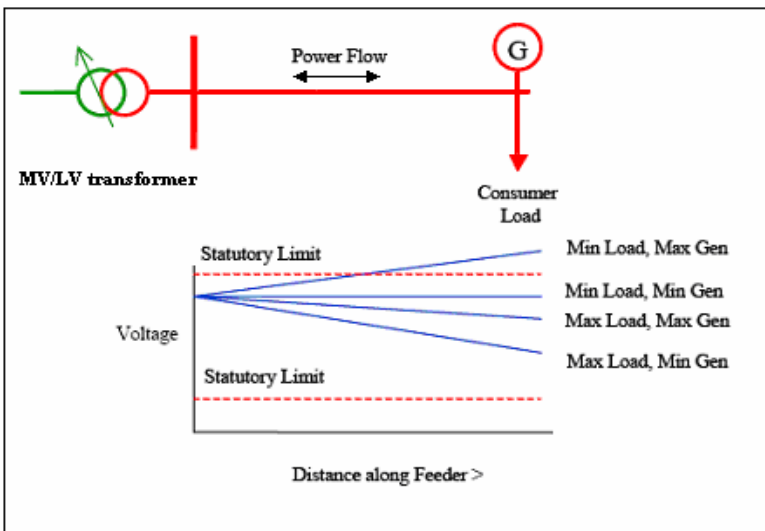 G
Power Flow
MV/LV transformer
Consumer
Load
Statutory Limit
Min Load, Max Gen
Min Load, Min Gen
Max Load, Max Gen
Voltage
Max Load, Min Gen
Statutory Limit
Distance along Feeder >